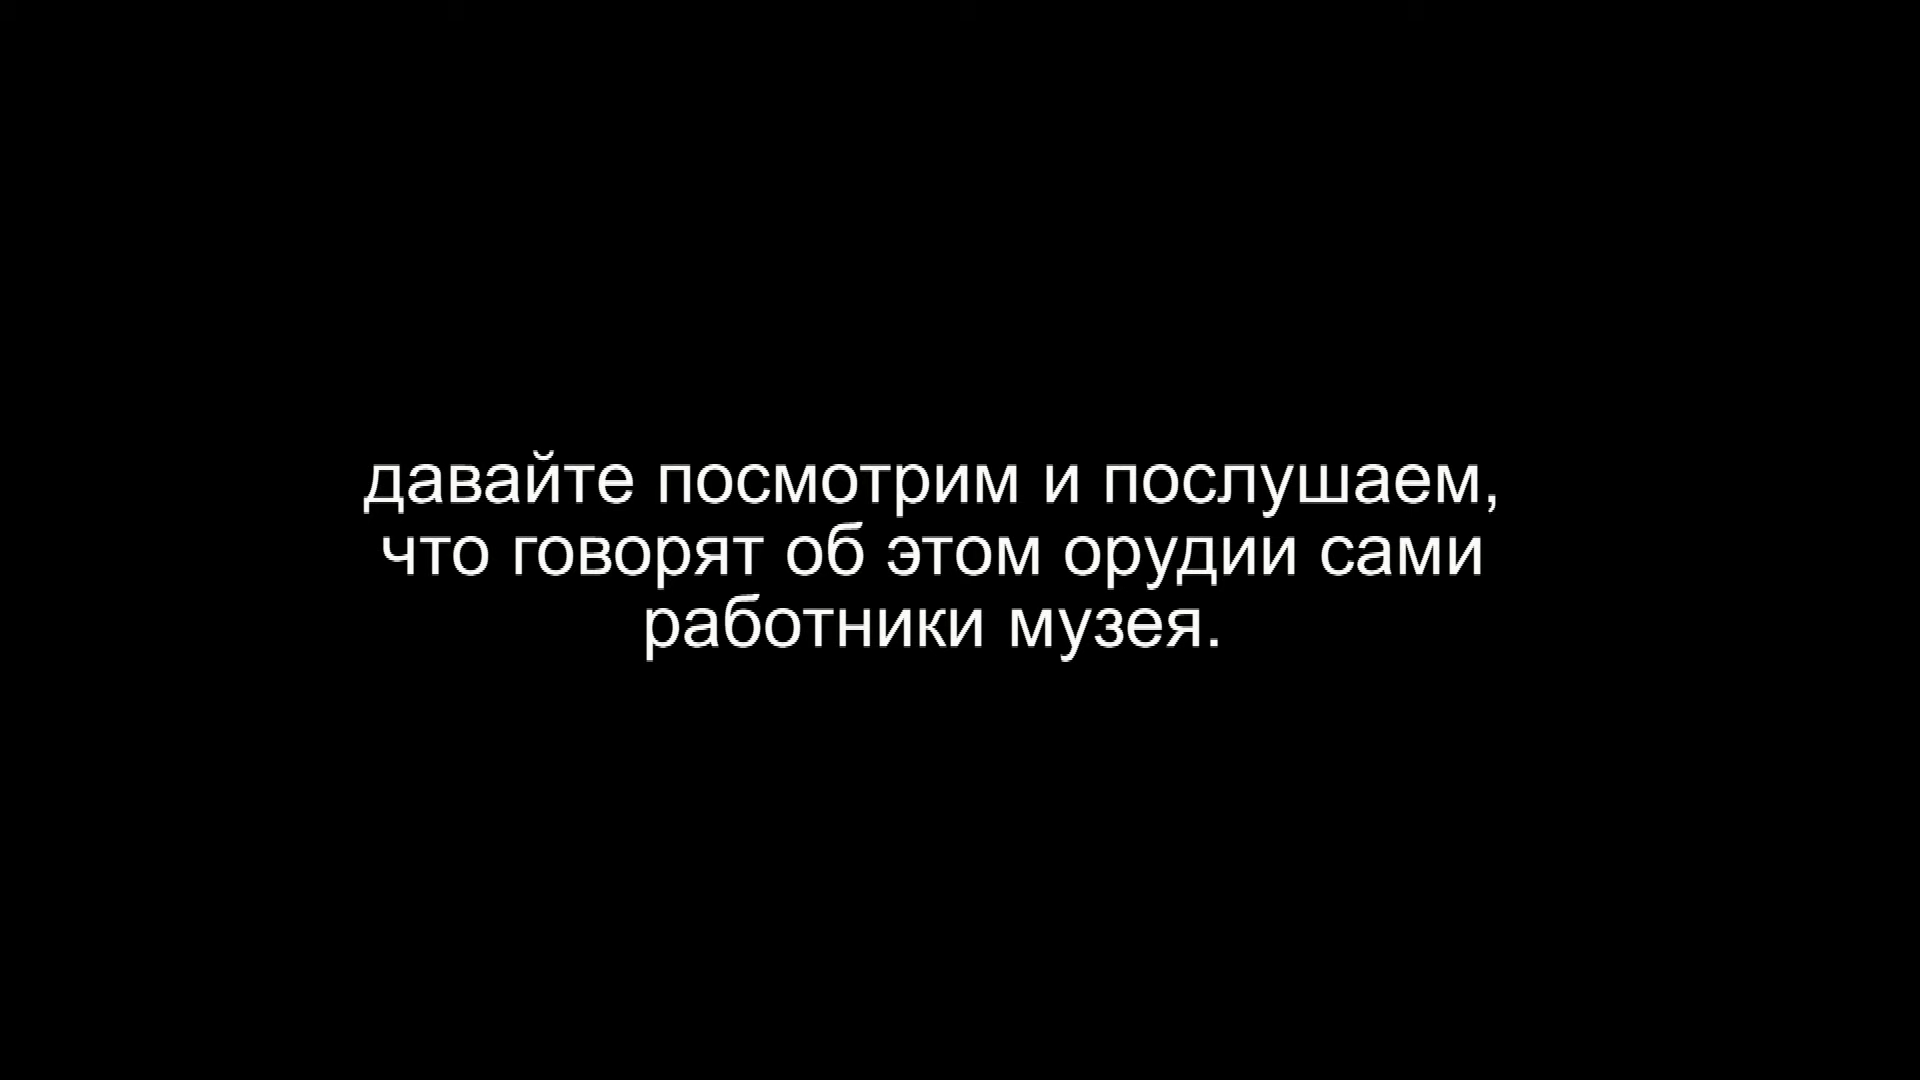 давайте посмотрим и послушаем,
что говорят об этом орудии сами
работники музея.